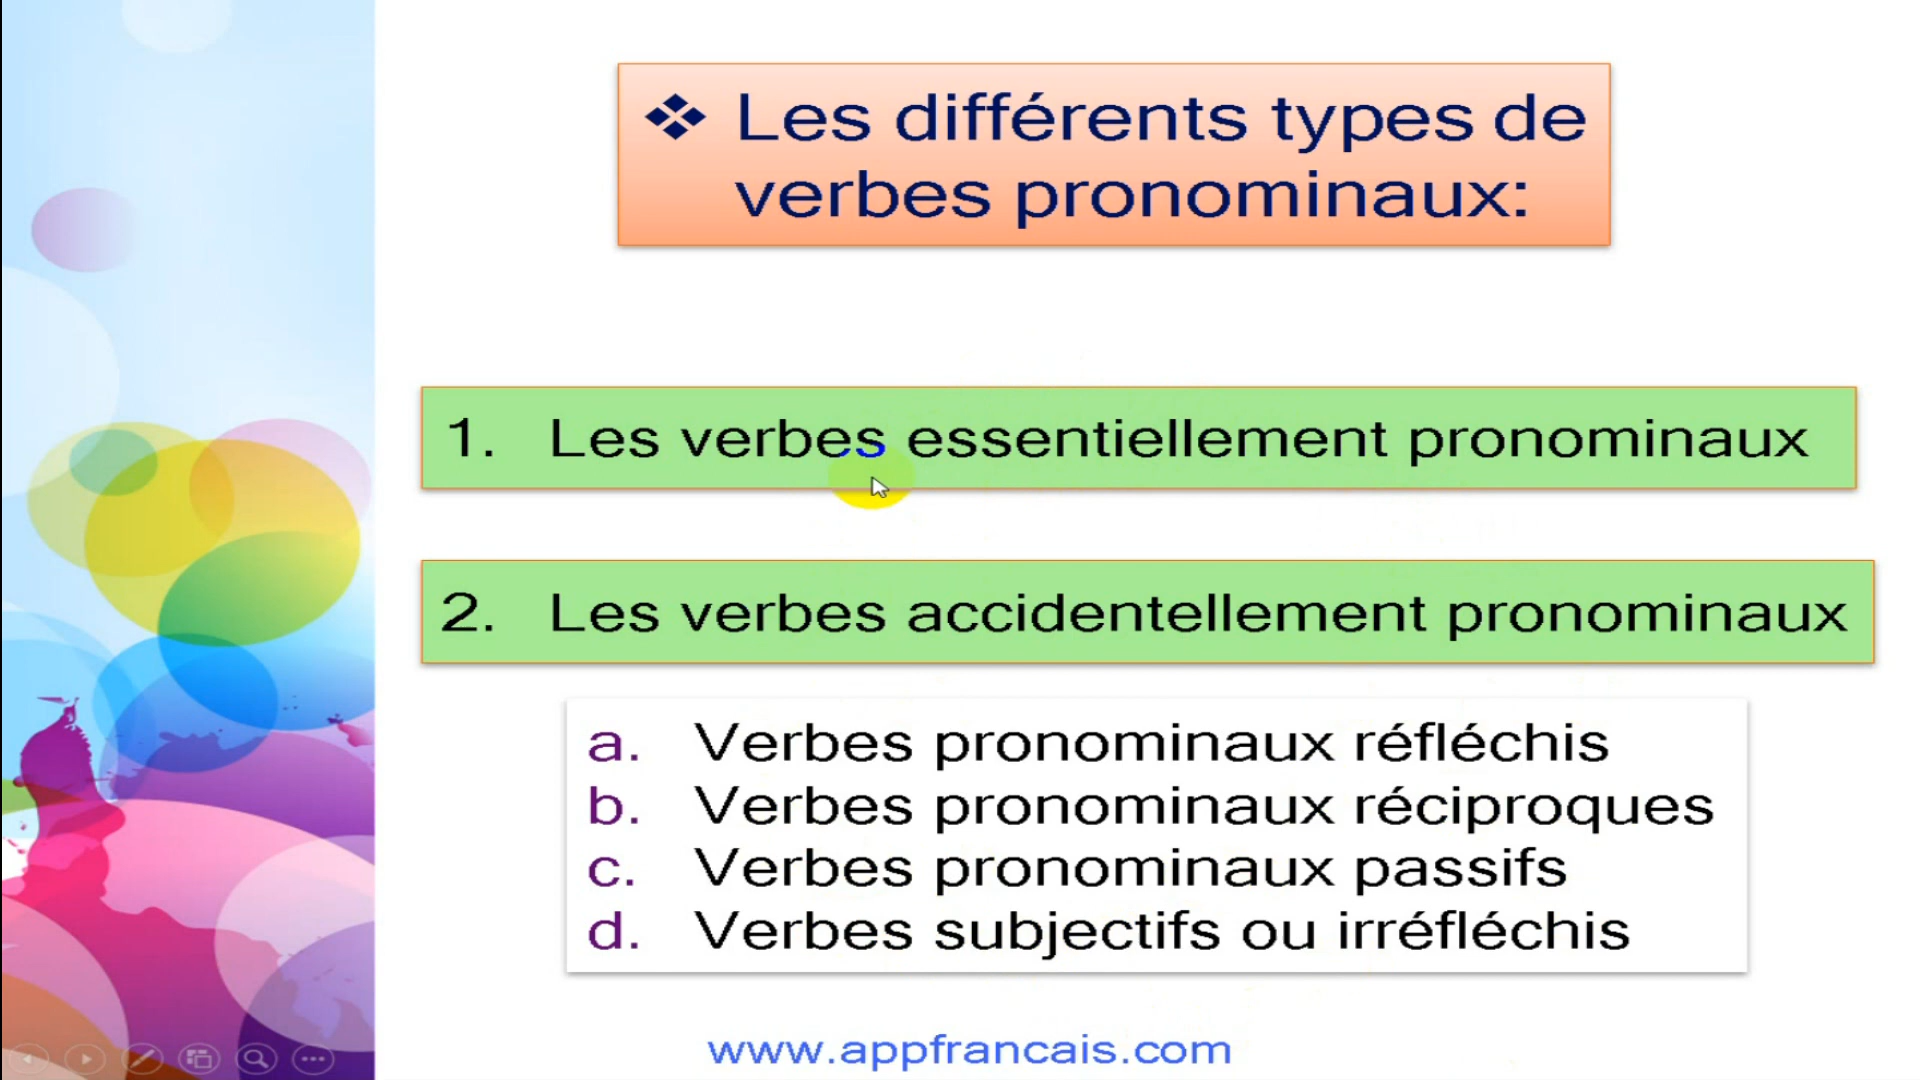 ❖ Les différents types de
verbes pronominaux:
1. Les verbes essentiellement pronominaux
2. Les verbes accidentellement pronominaux
a. Verbes pronominaux réfléchis
b. Verbes pronominaux réciproques
c. Verbes pronominaux passifs
d. Verbes subjectifs ou irréfléchis
www.appfrancais.com